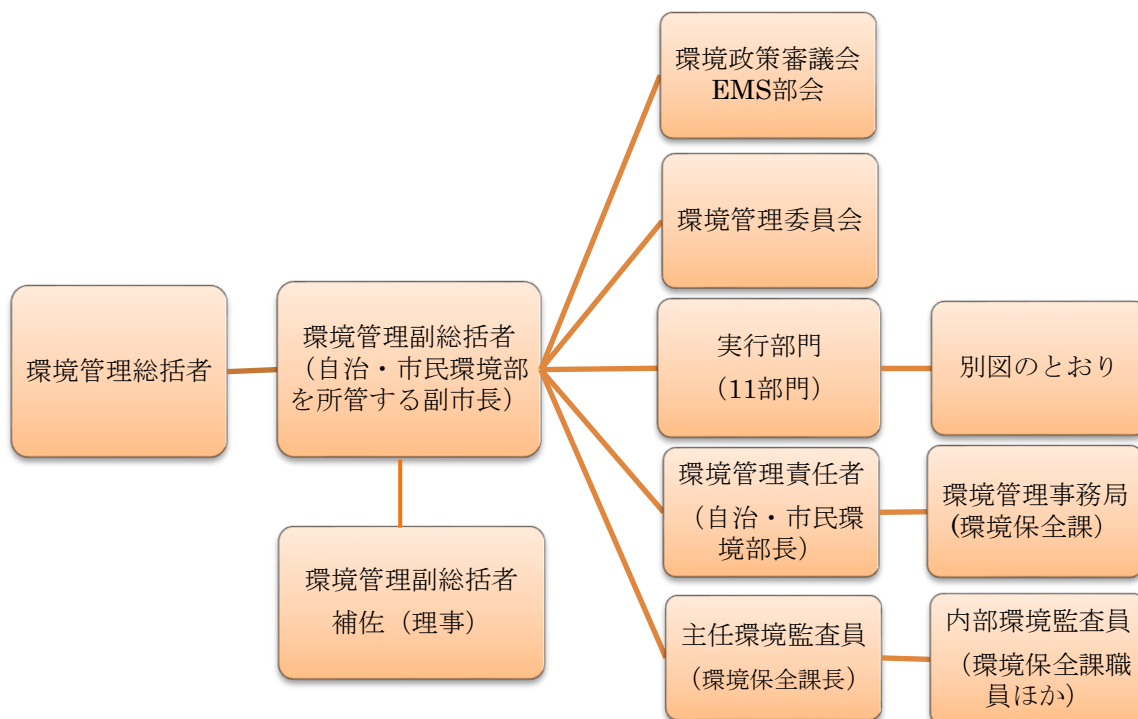 環境管理総括者
環境管理副総括者
（自治・市民環境部
を所管する副市長）
環境管理副総括者
補佐（理事）
環境政策審議会
EMS部会
環境管理委員会
実行部門
（11部門）
別図のとおり
環境管理責任者
（自治・市民環
境部長）
環境管理事務局
(環境保全課）
主任環境監査員
（環境保全課長）
内部環境監査員
（環境保全課職
員ほか）